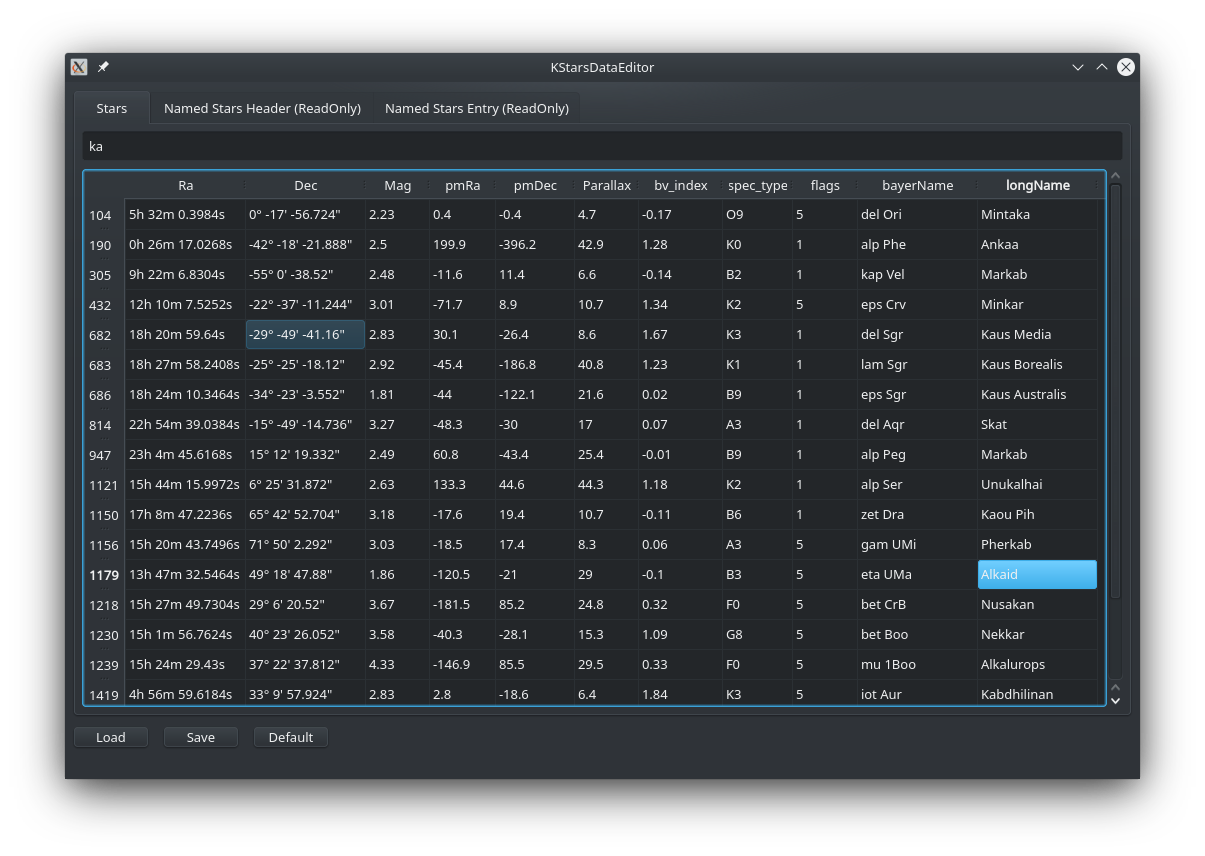 KStarsDataEditor
Stars Named Stars Header (ReadOnly) Named Stars Entry (ReadOnly)
ka
Ra Dec Mag pmRa pmDec Parallax bv_index spec_type flags bayerName longName
104 5h 32m 0.3984s 0° -17' -56.724" 2.23 0.4 -0.4 4.7 -0.17 O9 5 del Ori Mintaka
190 0h 26m 17.0268s -42° -18' -21.888" 2.5 199.9 -396.2 42.9 1.28 K0 1 alp Phe Ankaa
305 9h 22m 6.8304s -55° 0' -38.52" 2.48 -11.6 11.4 6.6 -0.14 B2 1 kap Vel Markab
432 12h 10m 7.5252s -22° -37' -11.244" 3.01 -71.7 8.9 10.7 1.34 K2 5 eps Crv Minkar
682 18h 20m 59.64s -29° -49' -41.16" 2.83 30.1 -26.4 8.6 1.67 K3 1 del Sgr Kaus Media
683 18h 27m 58.2408s -25° -25' -18.12" 2.92 -45.4 -186.8 40.8 1.23 K1 1 lam Sgr Kaus Borealis
686 18h 24m 10.3464s -34° -23' -3.552" 1.81 -44 -122.1 21.6 0.02 B9 1 eps Sgr Kaus Australis
814 22h 54m 39.0384s -15° -49' -14.736" 3.27 -48.3 -30 17 0.07 A3 1 del Aqr Skat
947 23h 4m 45.6168s 15° 12' 19.332" 2.49 60.8 -43.4 25.4 -0.01 B9 1 alp Peg Markab
1121 15h 44m 15.9972s 6° 25' 31.872" 2.63 133.3 44.6 44.3 1.18 K2 1 alp Ser Unukalhai
1150 17h 8m 47.2236s 65° 42' 52.704" 3.18 -17.6 19.4 10.7 -0.11 B6 1 zet Dra Kaou Pih
1156 15h 20m 43.7496s 71° 50' 2.292" 3.03 -18.5 17.4 8.3 0.06 A3 5 gam UMi Pherkab
1179 13h 47m 32.5464s 49° 18' 47.88" 1.86 -120.5 -21 29 -0.1 B3 5 eta UMa Alkaid
1218 15h 27m 49.7304s 29° 6' 20.52" 3.67 -181.5 85.2 24.8 0.32 F0 5 bet CrB Nusakan
1230 15h 1m 56.7624s 40° 23' 26.052" 3.58 -40.3 -28.1 15.3 1.09 G8 5 bet Boo Nekkar
1239 15h 24m 29.43s 37° 22' 37.812" 4.33 -146.9 85.5 29.5 0.33 F0 5 mu 1Boo Alkalurops
1419 4h 56m 59.6184s 33° 9' 57.924" 2.83 2.8 -18.6 6.4 1.84 K3 5 iot Aur Kabdhilinan
Load Save Default